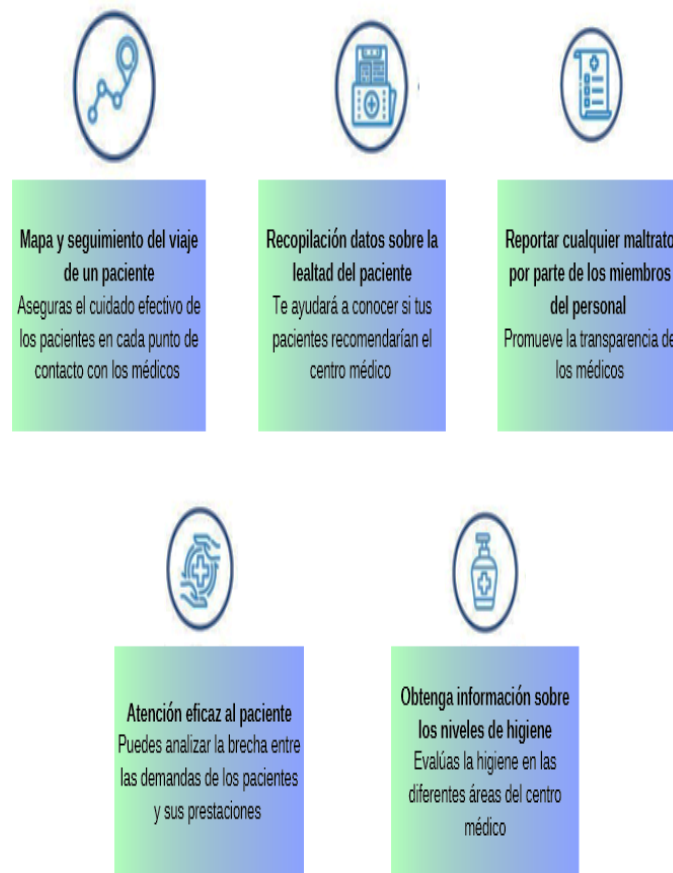 Mapa y seguimiento del viaje
de un paciente
Aseguras el cuidado efectivo de
los pacientes en cada punto de
contacto con los médicos
Recopilación datos sobre la
lealtad del paciente
Te ayudará a conocer si tus
pacientes recomendarían el
centro médico
Reportar cualquier maltrato
por parte de los miembros
del personal
Promueve la transparencia de
los médicos
Atención eficaz al paciente
Puedes analizar la brecha entre
las demandas de los pacientes
y sus prestaciones
Obtenga información sobre
los niveles de higiene
Evalúas la higiene en las
diferentes áreas del centro
médico